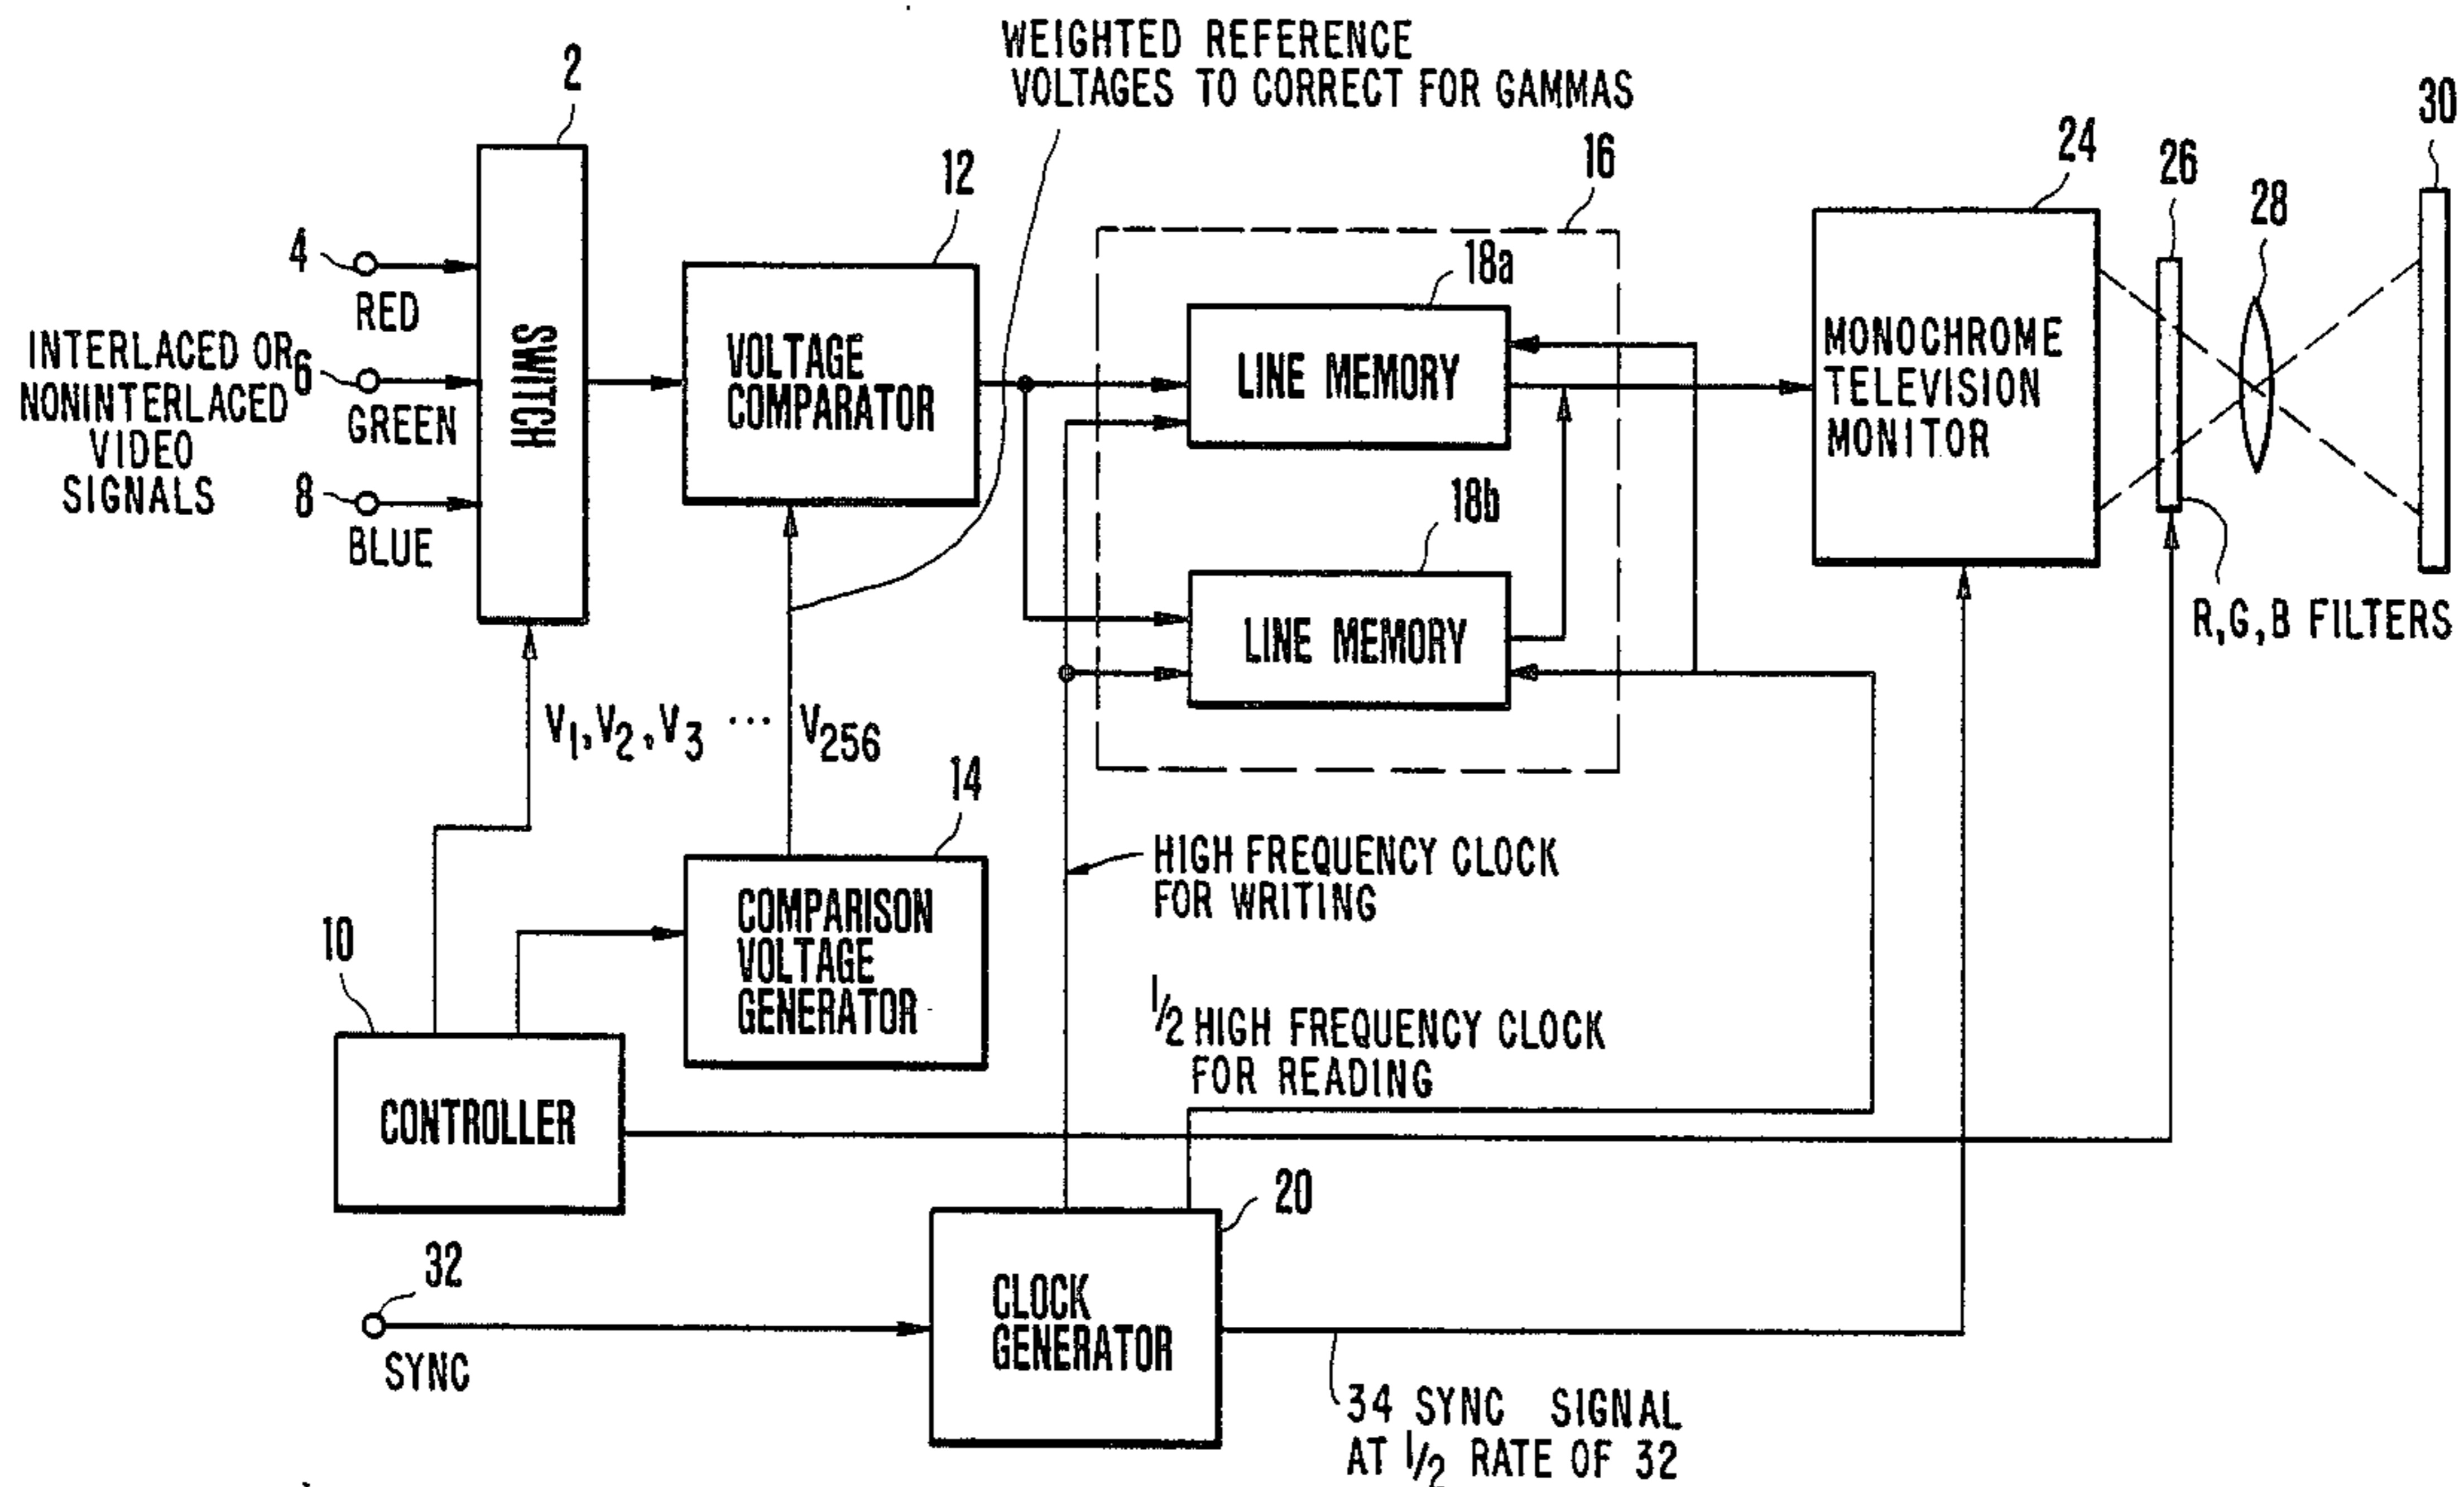 WEIGHTED REFERENCE
VOLTAGES TO CORRECT FOR GAMMAS
2
12
16
24
26
28
30
4
RED
INTERLACED OR
NONINTERLACED
VIDEO
SIGNALS
6
GREEN
8
BLUE
SWITCH
VOLTAGE
COMPARATOR
18a
LINE MEMORY
18b
LINE MEMORY
MONOCHROME
TELEVISION
MONITOR
R,G,B FILTERS
V1,V2,V3 ··· V256
14
COMPARISON
VOLTAGE
GENERATOR
HIGH FREQUENCY CLOCK
FOR WRITING
10
CONTROLLER
1/2 HIGH FREQUENCY CLOCK
FOR READING
20
32
SYNC
CLOCK
GENERATOR
34 SYNC SIGNAL
AT 1/2 RATE OF 32